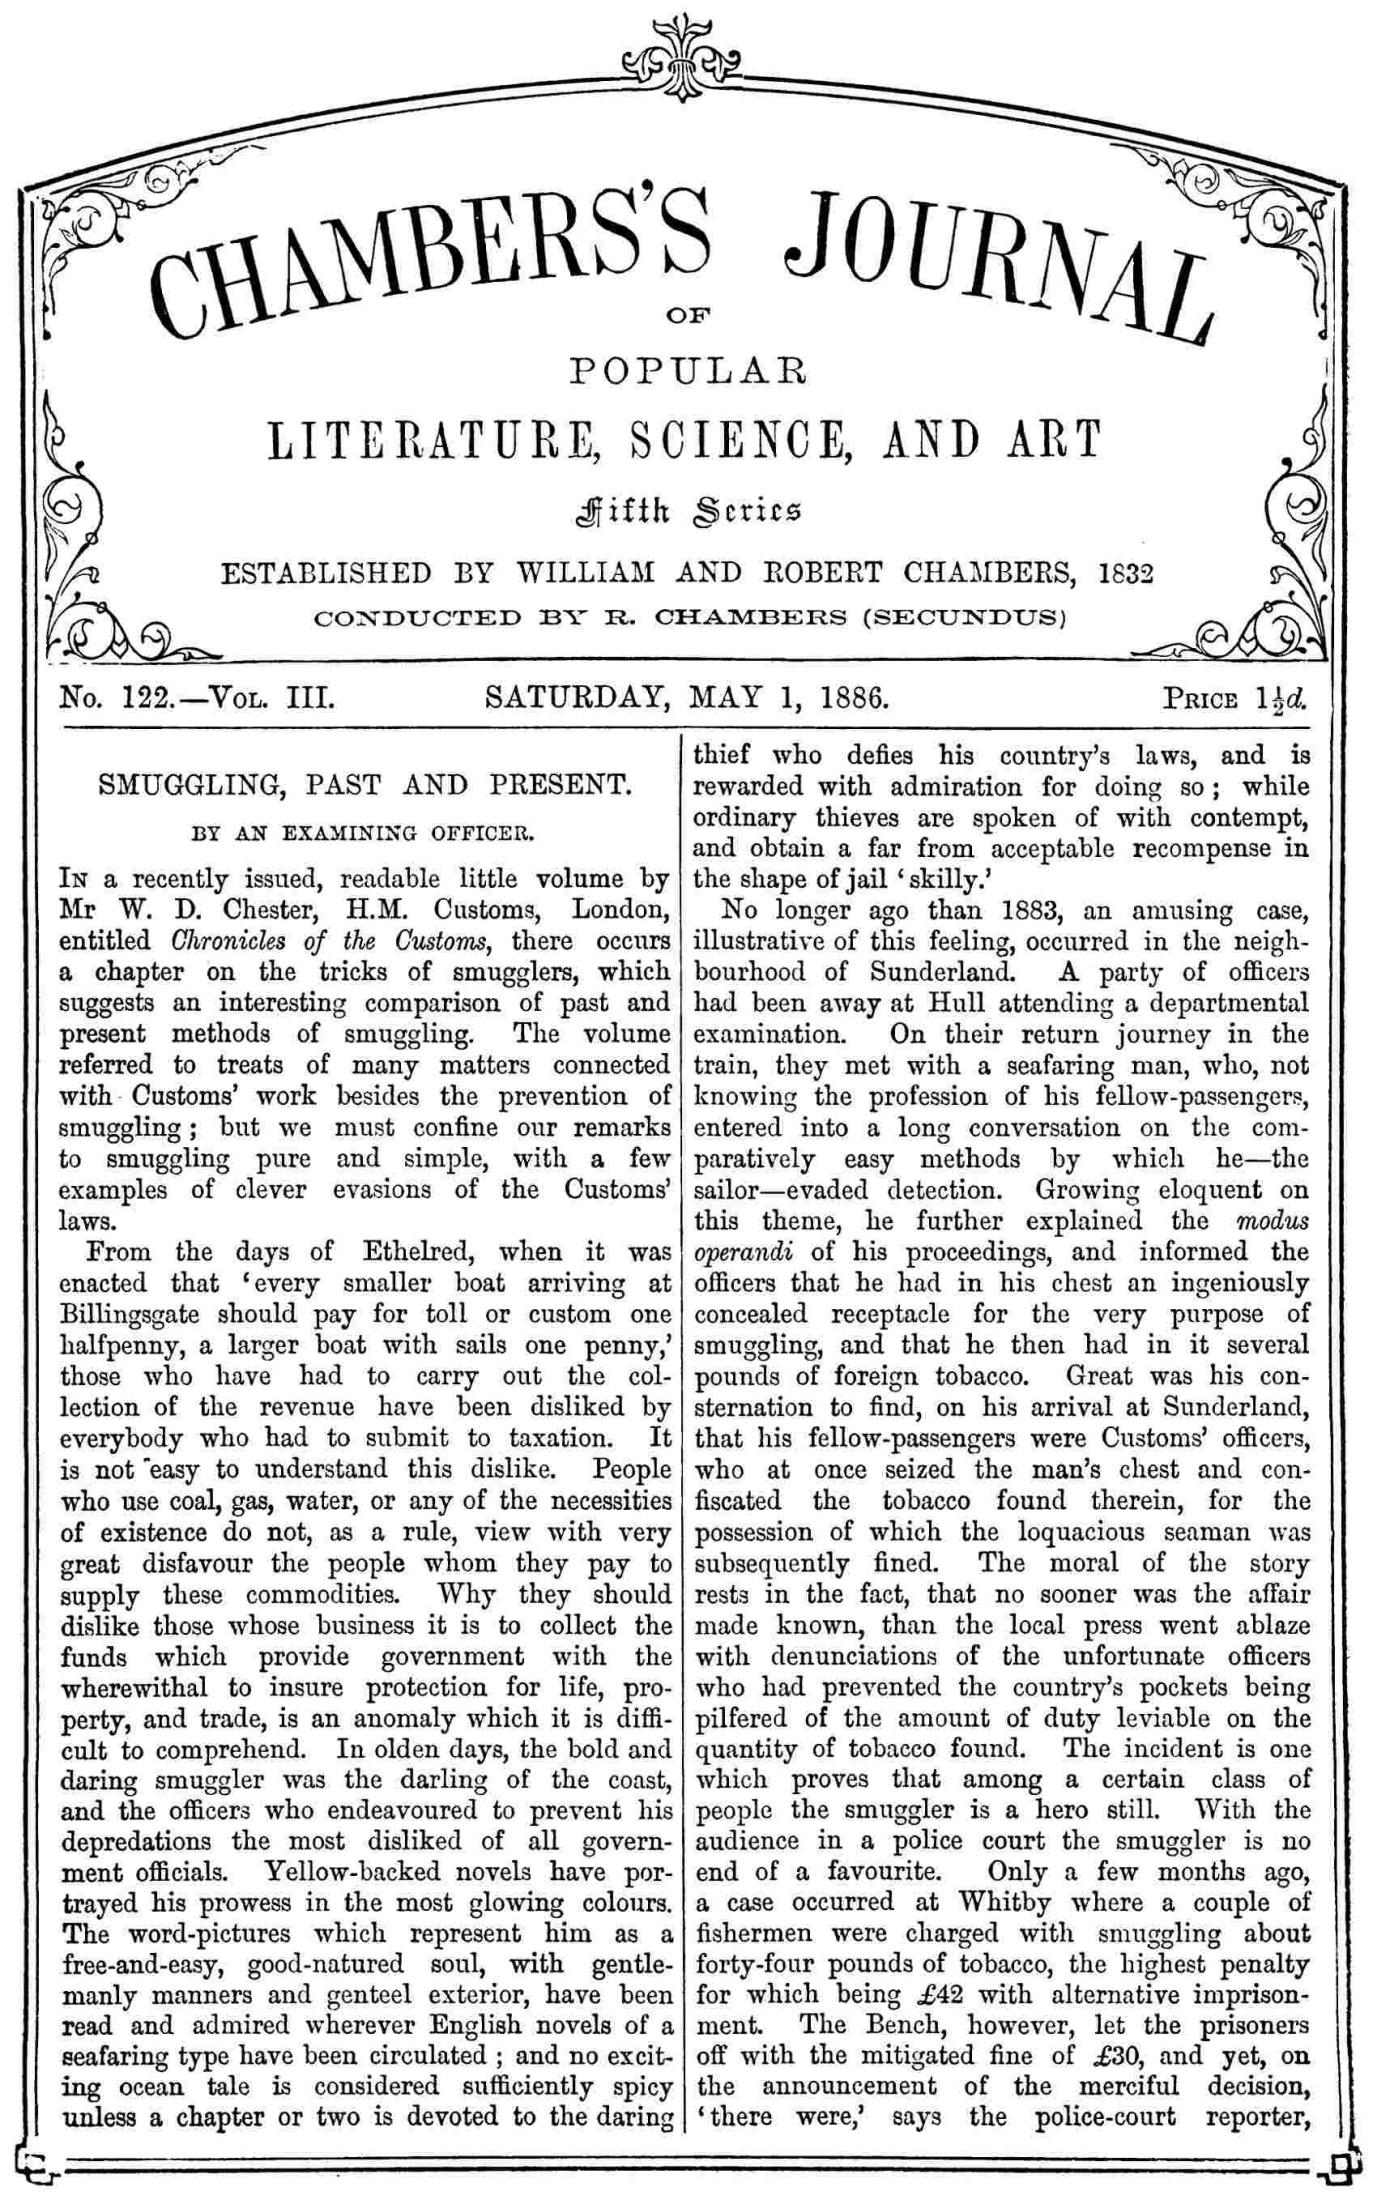 CHAMBERS'S JOURNAL
OF
POPULAR
LITERATURE, SCIENCE, AND ART
Fifth Series
ESTABLISHED BY WILLIAM AND ROBERT CHAMBERS, 1832
CONDUCTED BY R. CHAMBERS (SECUNDUS)
No. 122.—VOL. III. SATURDAY, MAY 1, 1886. PRICE 1½d.
SMUGGLING, PAST AND PRESENT.
BY AN EXAMINING OFFICER.
IN a recently issued, readable little volume by
Mr W. D. Chester, H.M. Customs, London,
entitled Chronicles of the Customs, there occurs
a chapter on the tricks of smugglers, which
suggests an interesting comparison of past and
present methods of smuggling. The volume
referred to treats of many matters connected
with Customs' work besides the prevention of
smuggling; but we must confine our remarks
to smuggling pure and simple, with a few
examples of clever evasions of the Customs'
laws.
From the days of Ethelred, when it was
enacted that 'every smaller boat arriving at
Billingsgate should pay for toll or custom one
halfpenny, a larger boat with sails one penny,'
those who have had to carry out the col-
lection of the revenue have been disliked by
everybody who had to submit to taxation. It
is not easy to understand this dislike. People
who use coal, gas, water, or any of the necessities
of existence do not, as a rule, view with very
great disfavour the people whom they pay to
supply these commodities. Why they should
dislike those whose business it is to collect the
funds which provide government with the
wherewithal to insure protection for life, pro-
perty, and trade, is an anomaly which it is diffi-
cult to comprehend. In olden days, the bold and
daring smuggler was the darling of the coast,
and the officers who endeavoured to prevent his
depredations the most disliked of all govern-
ment officials. Yellow-backed novels have por-
trayed his prowess in the most glowing colours.
The word-pictures which represent him as a
free-and-easy, good-natured soul, with gentle-
manly manners and genteel exterior, have been
read and admired wherever English novels of a
seafaring type have been circulated; and no excit-
ing ocean tale is considered sufficiently spicy
unless a chapter or two is devoted to the daring
thief who defies his country's laws, and is
rewarded with admiration for doing so; while
ordinary thieves are spoken of with contempt,
and obtain a far from acceptable recompense in
the shape of jail 'skilly.'
No longer ago than 1883, an amusing case,
illustrative of this feeling, occurred in the neigh-
bourhood of Sunderland. A party of officers
had been away at Hull attending a departmental
examination. On their return journey in the
train, they met with a seafaring man, who, not
knowing the profession of his fellow-passengers,
entered into a long conversation on the com-
paratively easy methods by which he—the
sailor—evaded detection. Growing eloquent on
this theme, he further explained the modus
operandi of his proceedings, and informed the
officers that he had in his chest an ingeniously
concealed receptacle for the very purpose of
smuggling, and that he then had in it several
pounds of foreign tobacco. Great was his con-
sternation to find, on his arrival at Sunderland,
that his fellow-passengers were Customs' officers,
who at once seized the man's chest and con-
fiscated the tobacco found therein, for the
possession of which the loquacious seaman was
subsequently fined. The moral of the story
rests in the fact, that no sooner was the affair
made known, than the local press went ablaze
with denunciations of the unfortunate officers
who had prevented the country's pockets being
pilfered of the amount of duty leviable on the
quantity of tobacco found. The incident is one
which proves that among a certain class of
people the smuggler is a hero still. With the
audience in a police court the smuggler is no
end of a favourite. Only a few months ago,
a case occurred at Whitby where a couple of
fishermen were charged with smuggling about
forty-four pounds of tobacco, the highest penalty
for which being £42 with alternative imprison-
ment. The Bench, however, let the prisoners
off with the mitigated fine of £30, and yet, on
the announcement of the merciful decision,
'there were,' says the police-court reporter,